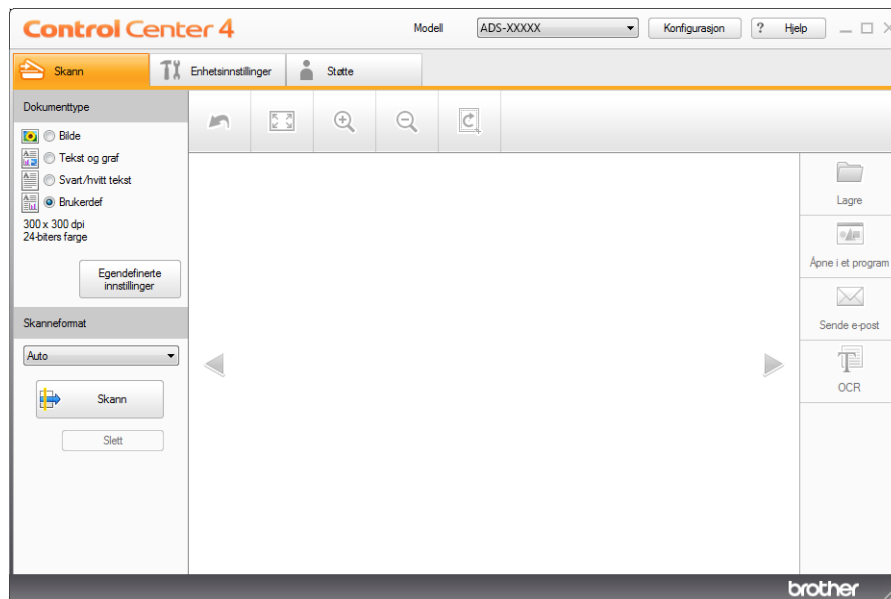 Control Center 4
Modell
ADS-XXXXX
Konfigurasjon
? Hjelp
Skann
Enhetsinnstillinger
Støtte
Dokumenttype
Bilde
Tekst og graf
Svart/hvitt tekst
Brukerdef
300 x 300 dpi
24-biters farge
Egendefinerte
innstillinger
Skanneformat
Auto
Skann
Slett
Lagre
Åpne i et program
Sende e-post
OCR
brother